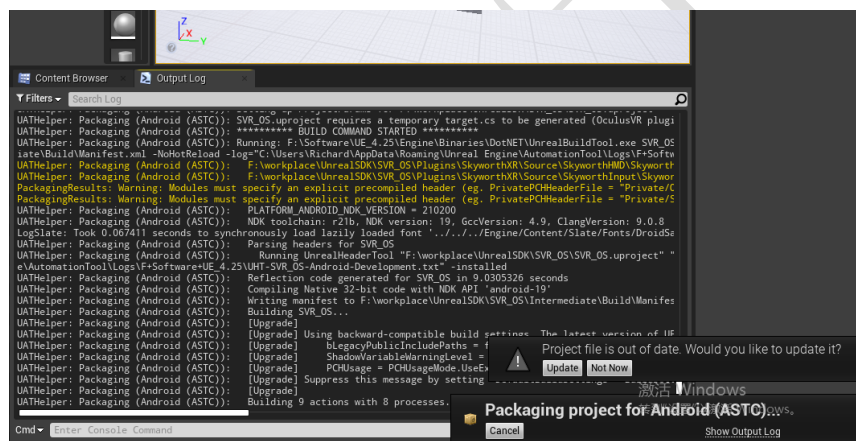 Z
X
Y
Content Browser
Output Log
Filters
Search Log
UATHelper: Packaging (Android (ASTC)): SVR_OS.uproject requires a temporary target.cs to be generated (OculusVR plugi
UATHelper: Packaging (Android (ASTC)): ********** BUILD COMMAND STARTED **********
UATHelper: Packaging (Android (ASTC)): Running: F:\Software\UE_4.25\Engine\Binaries\DotNET\UnrealBuildTool.exe SVR_OS
iate\Build\Manifest.xml -NoHotReload -log="C:\Users\Richard\AppData\Roaming\Unreal Engine\AutomationTool\Logs\F+Softw
UATHelper: Packaging (Android (ASTC)): F:\workplace\UnrealSDK\SVR_OS\Plugins\SkyworthXR\Source\SkyworthHMD\Skyworth
UATHelper: Packaging (Android (ASTC)): F:\workplace\UnrealSDK\SVR_OS\Plugins\SkyworthXR\Source\SkyworthInput\Skywor
PackagingResults: Warning: Modules must specify an explicit precompiled header (eg. PrivatePCHHeaderFile = "Private/
PackagingResults: Warning: Modules must specify an explicit precompiled header (eg. PrivatePCHHeaderFile = "Private/
UATHelper: Packaging (Android (ASTC)): PLATFORM_ANDROID_NDK_VERSION = 210200
UATHelper: Packaging (Android (ASTC)): NDK toolchain: r21b, NDK version: 19, GccVersion: 4.9, ClangVersion: 9.0.8
LogSlate: Took 0.067411 seconds to synchronously load lazily loaded font '../../../Engine/Content/Slate/Fonts/DroidSa
UATHelper: Packaging (Android (ASTC)): Parsing headers for SVR_OS
UATHelper: Packaging (Android (ASTC)): Running UnrealHeaderTool "F:\workplace\UnrealSDK\SVR_OS\SVR_OS.uproject" "
e\AutomationTool\Logs\F+Software+UE_4.25\UHT-SVR_OS-Android-Development.txt" -installed
UATHelper: Packaging (Android (ASTC)): Reflection code generated for SVR_OS in 9.0305326 seconds
UATHelper: Packaging (Android (ASTC)): Compiling Native 32-bit code with NDK API 'android-19'
UATHelper: Packaging (Android (ASTC)): Writing manifest to F:\workplace\UnrealSDK\SVR_OS\Intermediate\Build\Manifes
UATHelper: Packaging (Android (ASTC)): Building SVR_OS...
UATHelper: Packaging (Android (ASTC)): [Upgrade]
UATHelper: Packaging (Android (ASTC)): [Upgrade] Using backward-compatible build settings. The latest version of UE
UATHelper: Packaging (Android (ASTC)): [Upgrade] bLegacyPublicIncludePaths =
UATHelper: Packaging (Android (ASTC)): [Upgrade] ShadowVariableWarningLevel =
UATHelper: Packaging (Android (ASTC)): [Upgrade] PCHUsage = PCHUsageMode.UseEx
UATHelper: Packaging (Android (ASTC)): [Upgrade] Suppress this message by setting
UATHelper: Packaging (Android (ASTC)): [Upgrade]
UATHelper: Packaging (Android (ASTC)): Building 9 actions with 8 processes.
Project file is out of date. Would you like to update it?
Update
Not Now
激活 Windows
Packaging project for Android (ASTC)...
Cmd
Enter Console Command
Cancel
Show Output Log